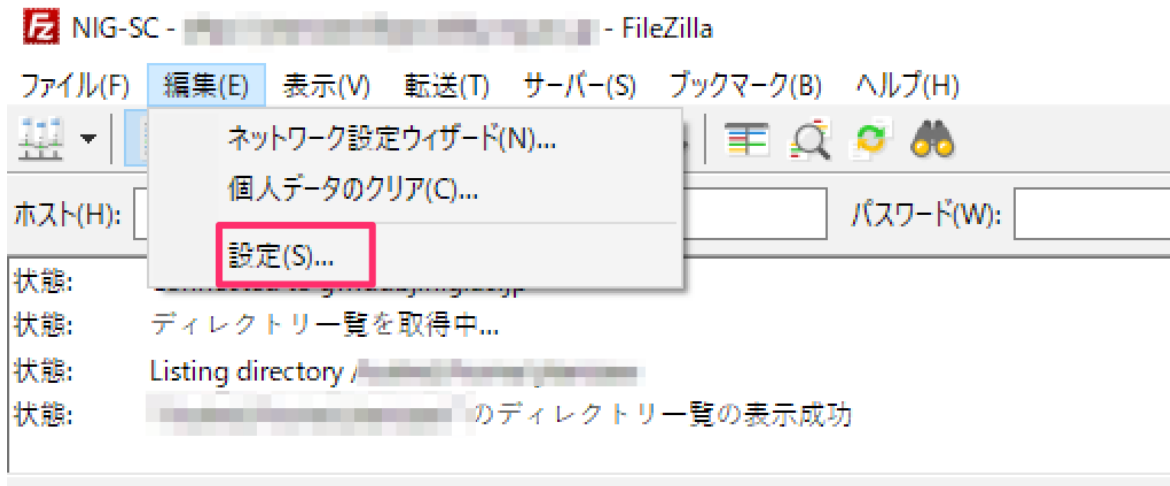 NIG-SC - - FileZilla
ファイル(F) 編集(E) 表示(V) 転送(T) サーバー(S) ブックマーク(B) ヘルプ(H)
ネットワーク設定ウィザード(N)...
個人データのクリア(C)...
ホスト(H): パスワード(W):
設定(S)...
状態:
状態: ディレクトリ一覧を取得中...
状態: Listing directory /
状態: のディレクトリ一覧の表示成功